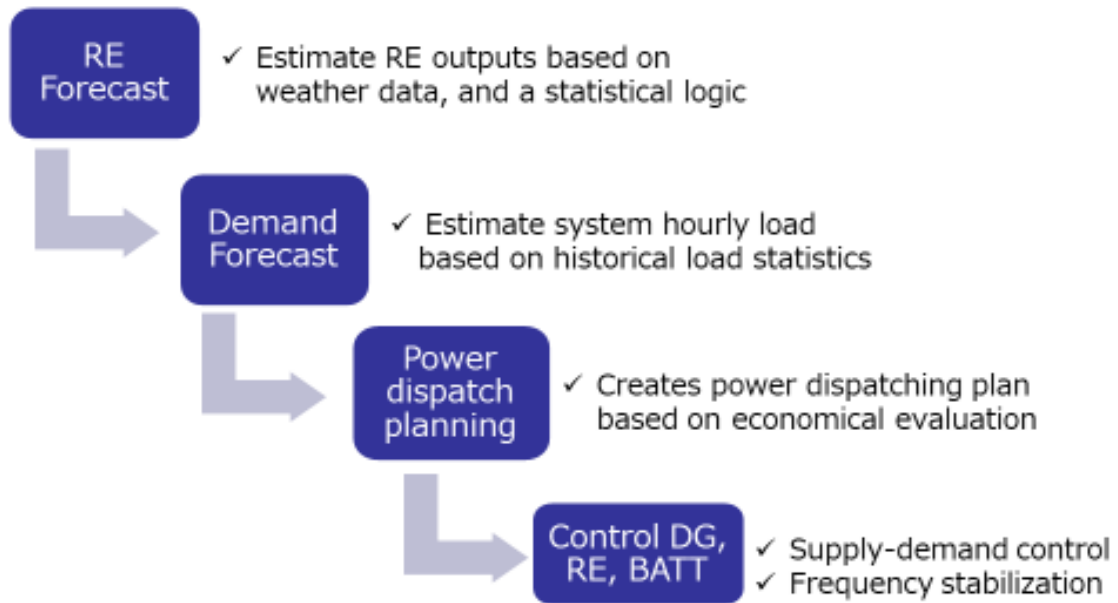 RE
Forecast
✓ Estimate RE outputs based on
weather data, and a statistical logic
Demand
Forecast
✓ Estimate system hourly load
based on historical load statistics
Power
dispatch
planning
✓ Creates power dispatching plan
based on economical evaluation
Control DG,
RE, BATT
✓ Supply-demand control
✓ Frequency stabilization